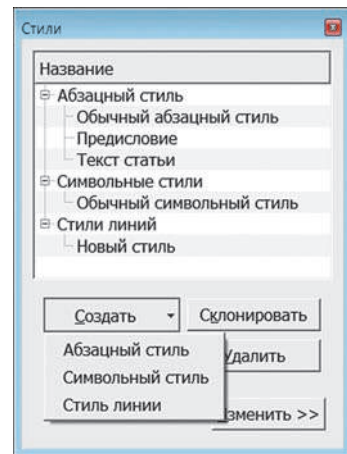 Стили
Название
Абзацный стиль
Обычный абзацный стиль
Предисловие
Текст статьи
Символьные стили
Обычный символьный стиль
Стили линий
Новый стиль
Создать Склонировать
Абзацный стиль
Удалить
Символьный стиль
Стиль линии
зменить >>